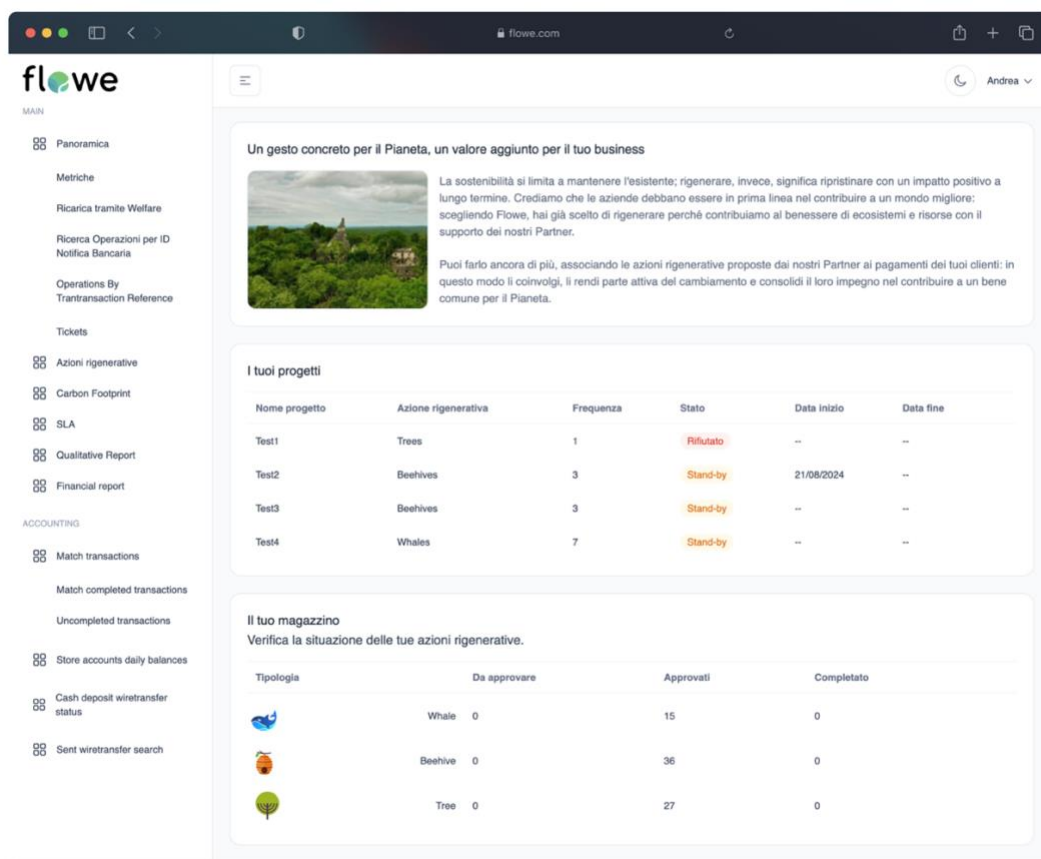 flowe.com
flowe
Andrea
MAIN
Panoramica
Metriche
Ricarica tramite Welfare
Ricerca Operazioni per ID
Notifica Bancaria
Operations By
Trantransaction Reference
Tickets
Azioni rigenerative
Carbon Footprint
SLA
Qualitative Report
Financial report
ACCOUNTING
Match transactions
Match completed transactions
Uncompleted transactions
Store accounts daily balances
Cash deposit wiretransfer
status
Sent wiretransfer search
Un gesto concreto per il Pianeta, un valore aggiunto per il tuo business
La sostenibilità si limita a mantenere l'esistente; rigenerare, invece, significa ripristinare con un impatto positivo a
lungo termine. Crediamo che le aziende debbano essere in prima linea nel contribuire a un mondo migliore:
scegliendo Flowe, hai già scelto di rigenerare perché contribuiamo al benessere di ecosistemi e risorse con il
supporto dei nostri Partner.
Puoi farlo ancora di più, associando le azioni rigenerative proposte dai nostri Partner ai pagamenti dei tuoi clienti: in
questo modo li coinvolgi, li rendi parte attiva del cambiamento e consolidi il loro impegno nel contribuire a un bene
comune per il Pianeta.
I tuoi progetti
Nome progetto Azione rigenerativa Frequenza Stato Data inizio Data fine
Test1 Trees 1 Rifiutato -- --
Test2 Beehives 3 Stand-by 21/08/2024 --
Test3 Beehives 3 Stand-by -- --
Test4 Whales 7 Stand-by -- --
Il tuo magazzino
Verifica la situazione delle tue azioni rigenerative.
Tipologia Da approvare Approvati Completato
Whale 0 15 0
Beehive 0 36 0
Tree 0 27 0